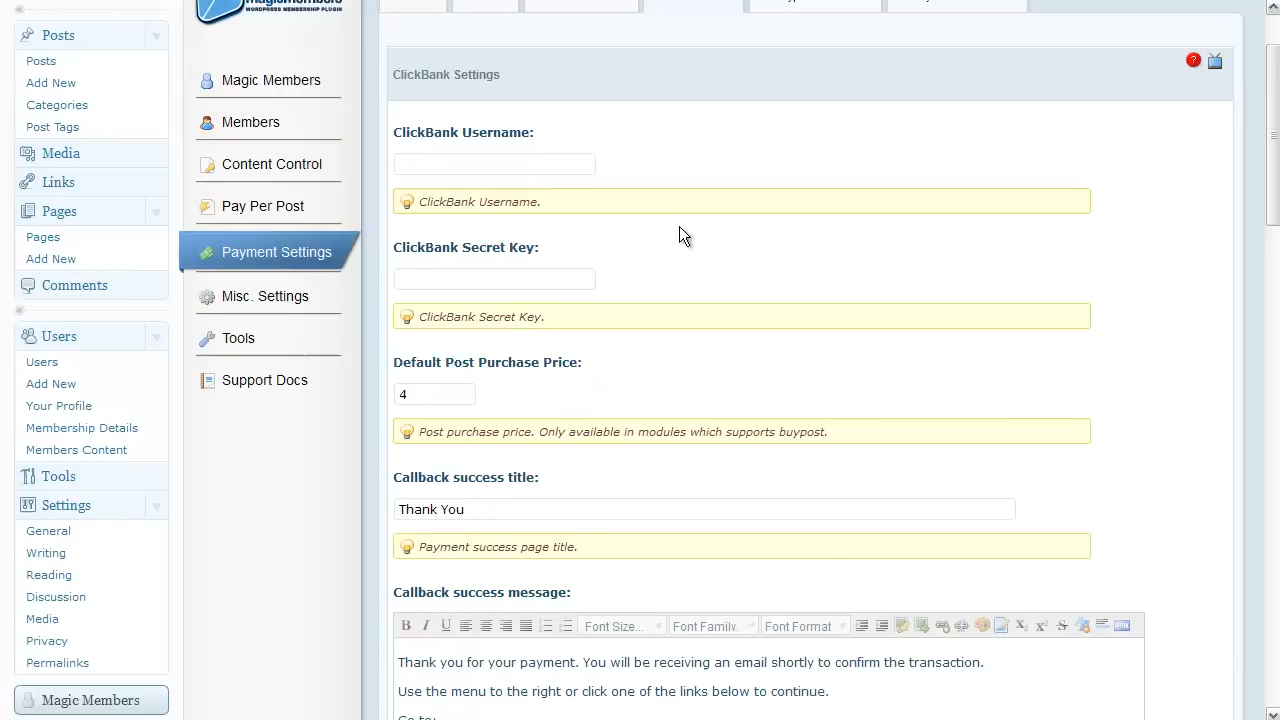 WORDPRESS MEMBERSHIP PLUGIN
Posts
Posts
Add New
Categories
Post Tags
Media
Links
Pages
Pages
Add New
Comments
Users
Users
Add New
Your Profile
Membership Details
Members Content
Tools
Settings
General
Writing
Reading
Discussion
Media
Privacy
Permalinks
Magic Members
Magic Members
Members
Content Control
Pay Per Post
Payment Settings
Misc. Settings
Tools
Support Docs
ClickBank Settings
?
ClickBank Username:
ClickBank Username.
ClickBank Secret Key:
ClickBank Secret Key.
Default Post Purchase Price:
4
Post purchase price. Only available in modules which supports buypost.
Callback success title:
Thank You
Payment success page title.
Callback success message:
B I U Font Size... Font Family. Font Format
Thank you for your payment. You will be receiving an email shortly to confirm the transaction.
Use the menu to the right or click one of the links below to continue.
Go to: